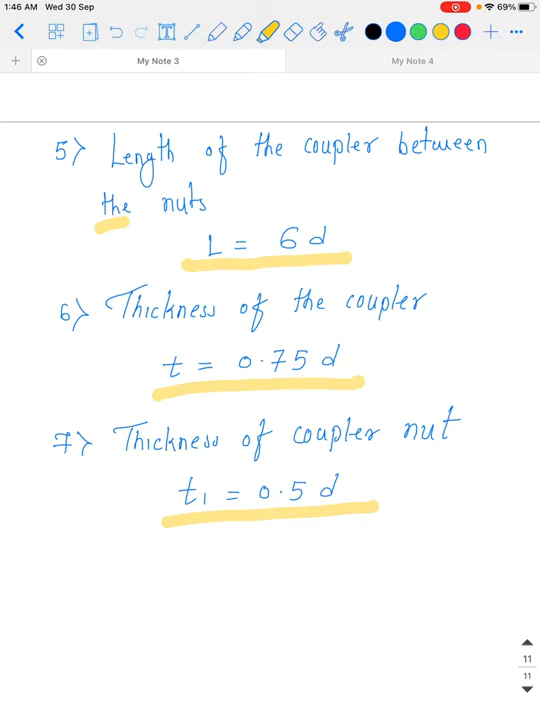 1:46 AM Wed 30 Sep
69%
My Note 3
My Note 4
5> Length of the coupler between
the nuts
L = 6 d
6> Thickness of the coupler
t = 0.75 d
7> Thickness of coupler nut
t1 = 0.5 d
11
11